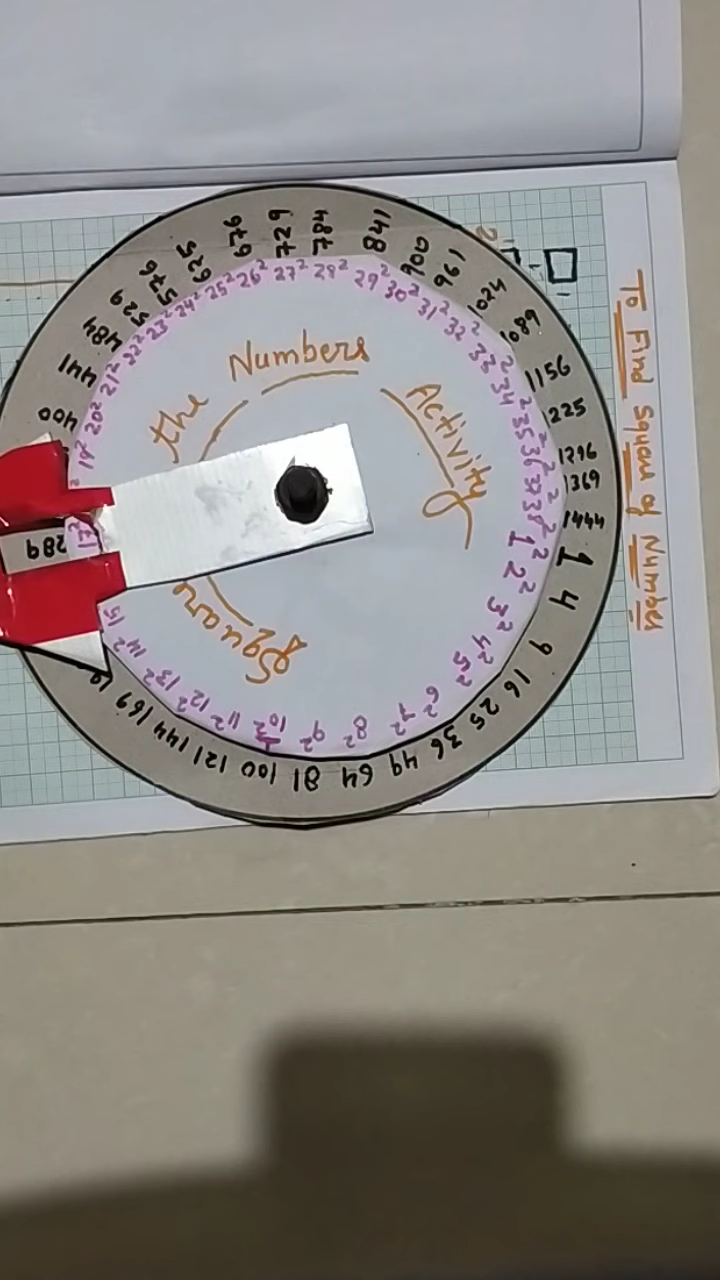 To Find Square of Number
Square the Numbers Activity
1² 2² 3² 4² 5² 6² 7² 8² 9² 10² 11² 12² 13² 14² 15 17² 19² 20² 21² 22² 23² 24² 25² 26² 27² 28² 29² 30² 31² 32² 33² 34² 35² 36² 37² 38²
1 4 9 16 25 36 49 64 81 100 121 144 169 289 400 441 484 529 576 625 676 729 784 841 900 961 1024 1089 1156 1225 1296 1369 1444